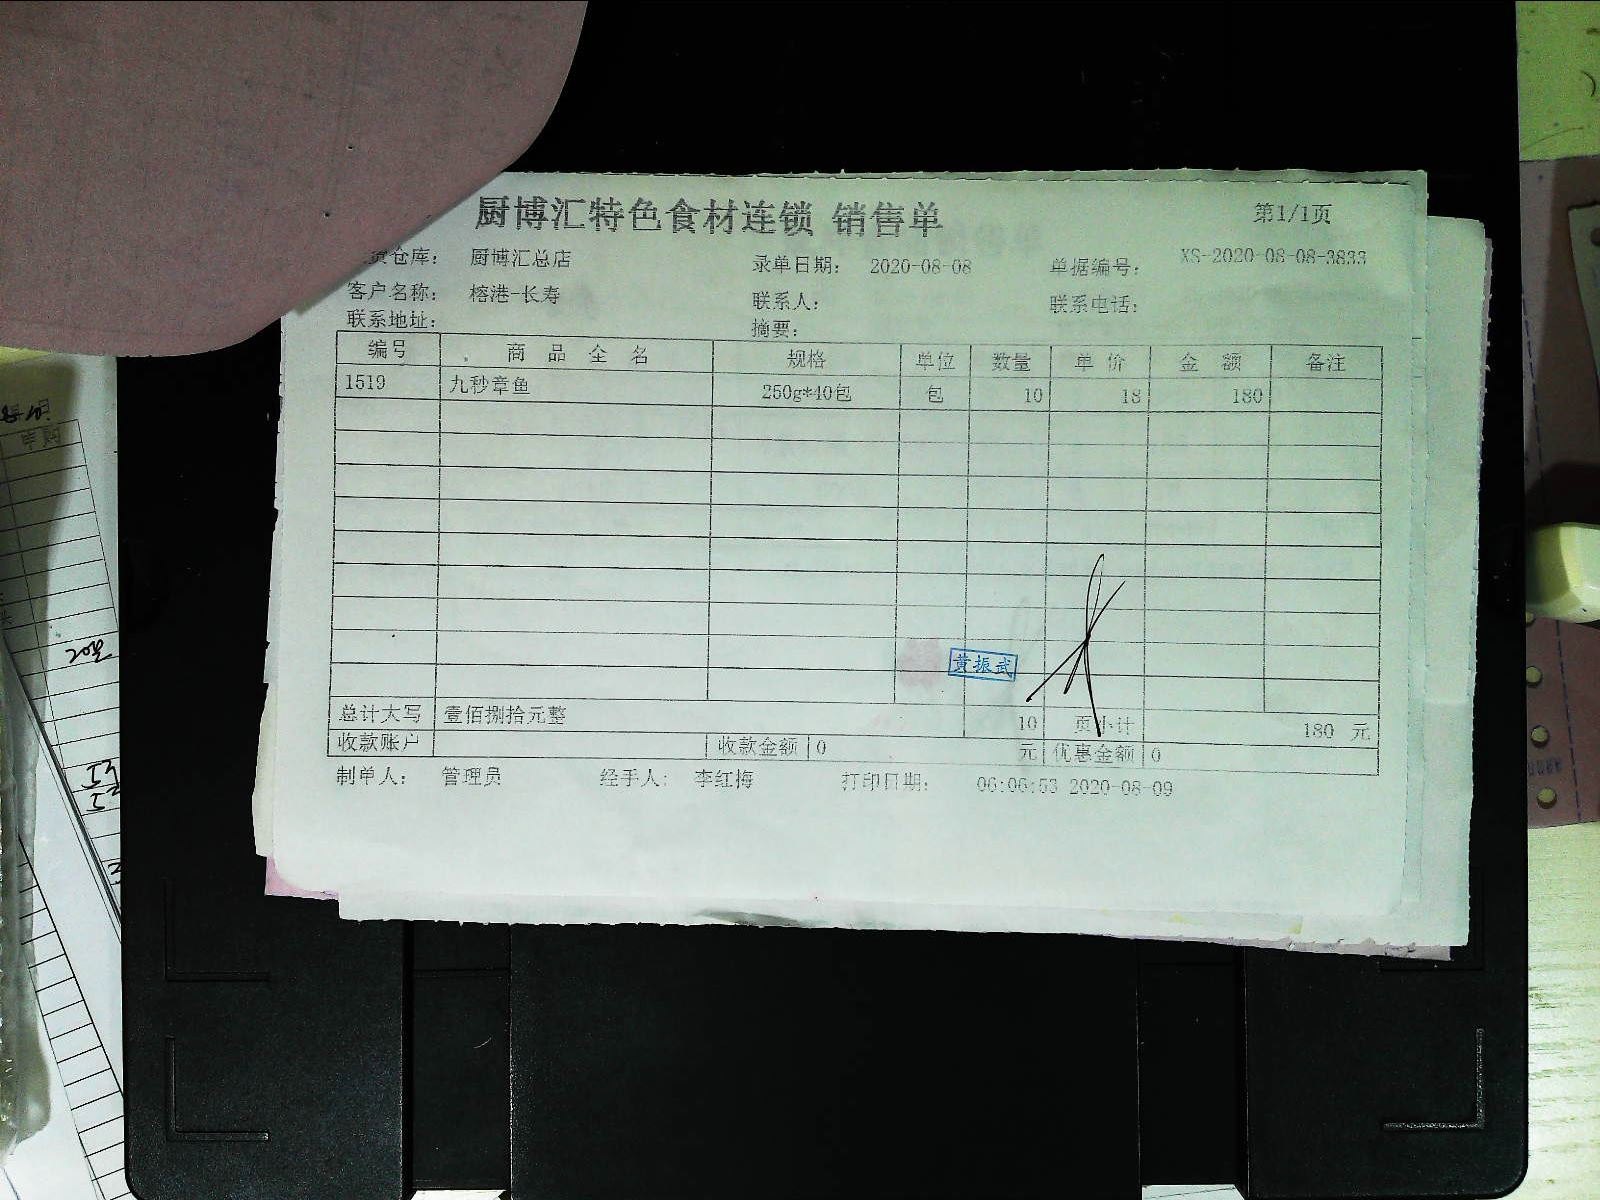 厨博汇特色食材连锁 销售单 第1/1页
货仓库： 厨博汇总店 录单日期： 2020-08-08 单据编号： XS-2020-08-08-3833
客户名称： 榕港-长寿 联系人： 联系电话：
联系地址： 摘要：
编号 商品全名 规格 单位 数量 单价 金额 备注
1519 九秒章鱼 250g*40包 包 10 18 180
黄振武
总计大写 壹佰捌拾元整 10 页小计 180 元
收款账户 收款金额 0 元 优惠金额 0
制单人： 管理员 经手人： 李红梅 打印日期： 06:06:53 2020-08-09
申购